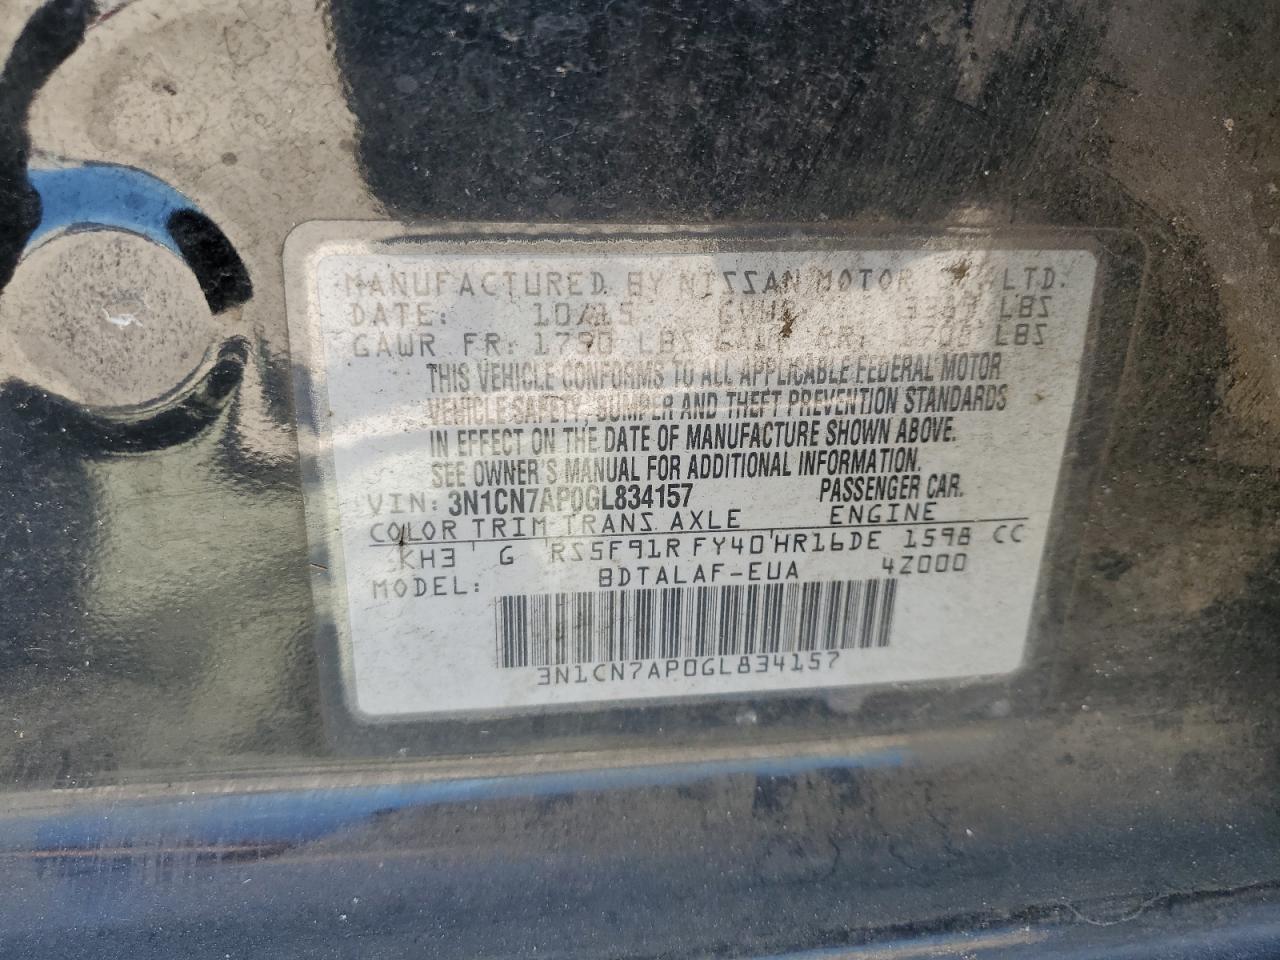 MANUFACTURED BY NISSAN MOTOR LTD.
DATE: 10/15 GVWR LBS
GAWR FR: 1790 LBS GAWR RR: LBS
THIS VEHICLE CONFORMS TO ALL APPLICABLE FEDERAL MOTOR
VEHICLE SAFETY, BUMPER AND THEFT PREVENTION STANDARDS
IN EFFECT ON THE DATE OF MANUFACTURE SHOWN ABOVE.
SEE OWNER'S MANUAL FOR ADDITIONAL INFORMATION.
VIN: 3N1CN7AP0GL834157 PASSENGER CAR.
COLOR TRIM TRANS AXLE ENGINE
KH3 G RS5F91R FY40 HR16DE 1598 CC
MODEL: BDTALAF-EUA 4Z000
3N1CN7AP0GL834157